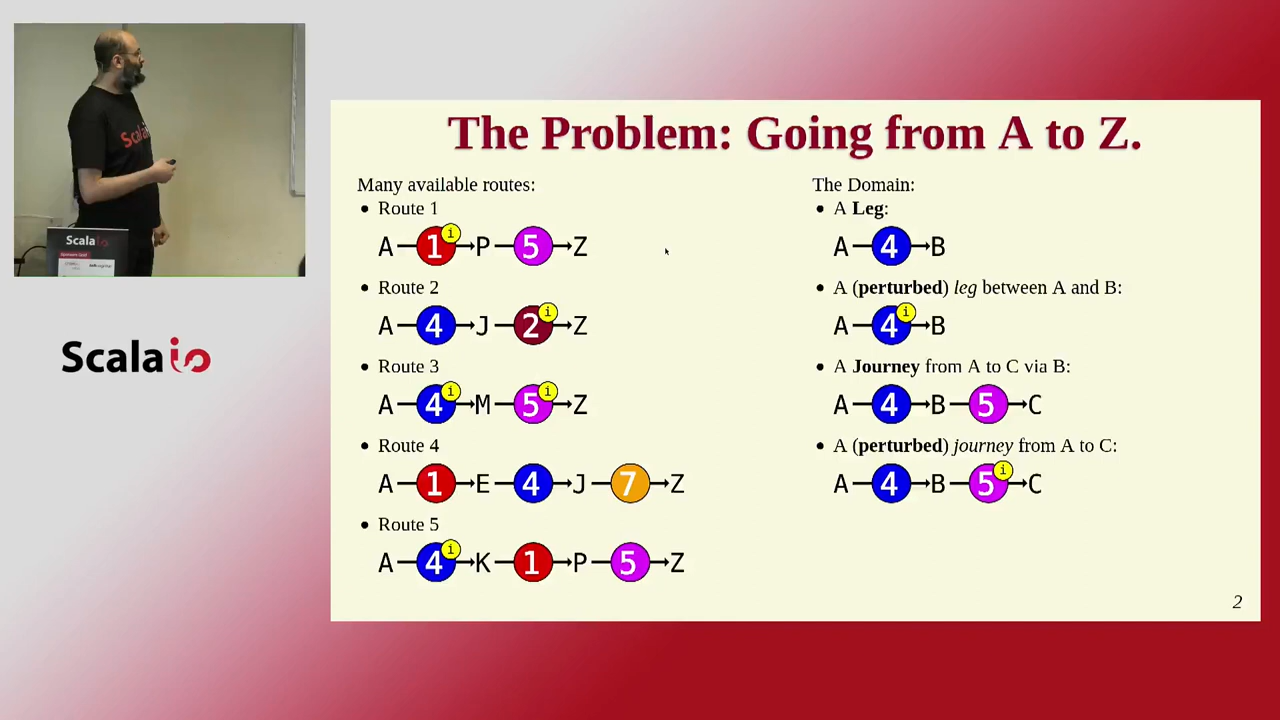 Scala
Scalaio
Scalaio
The Problem: Going from A to Z.
Many available routes:
• Route 1
A 1 i P 5 Z
• Route 2
A 4 J 2 i Z
• Route 3
A 4 i M 5 i Z
• Route 4
A 1 E 4 J 7 Z
• Route 5
A 4 i K 1 P 5 Z
The Domain:
• A Leg:
A 4 B
• A (perturbed) leg between A and B:
A 4 i B
• A Journey from A to C via B:
A 4 B 5 C
• A (perturbed) journey from A to C:
A 4 B 5 i C
2